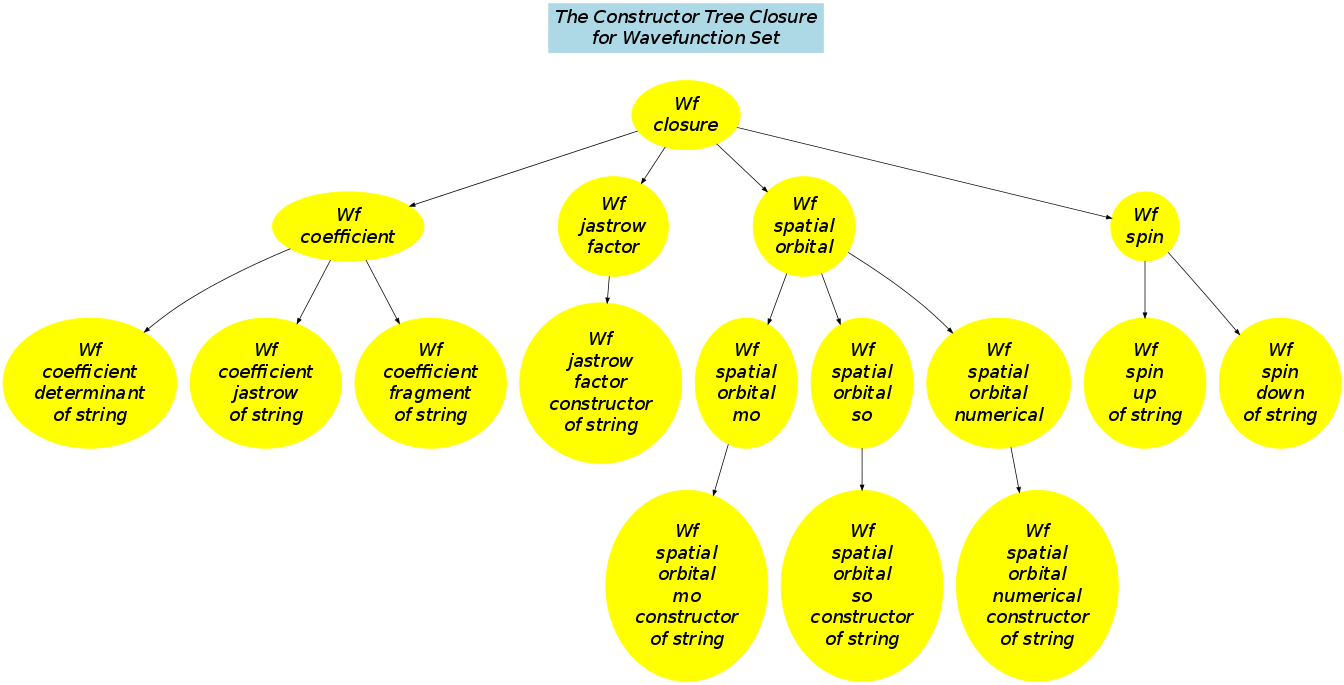 The Constructor Tree Closure
for Wavefunction Set
Wf
closure
Wf
coefficient
Wf
jastrow
factor
Wf
spatial
orbital
Wf
spin
Wf
coefficient
determinant
of string
Wf
coefficient
jastrow
of string
Wf
coefficient
fragment
of string
Wf
jastrow
factor
constructor
of string
Wf
spatial
orbital
mo
Wf
spatial
orbital
so
Wf
spatial
orbital
numerical
Wf
spin
up
of string
Wf
spin
down
of string
Wf
spatial
orbital
mo
constructor
of string
Wf
spatial
orbital
so
constructor
of string
Wf
spatial
orbital
numerical
constructor
of string